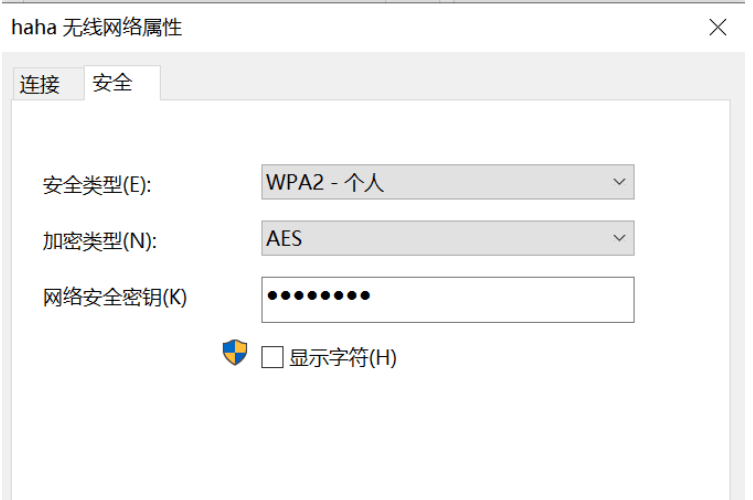 haha 无线网络属性
连接 安全
安全类型(E): WPA2 - 个人
加密类型(N): AES
网络安全密钥(K) ●●●●●●●●
显示字符(H)